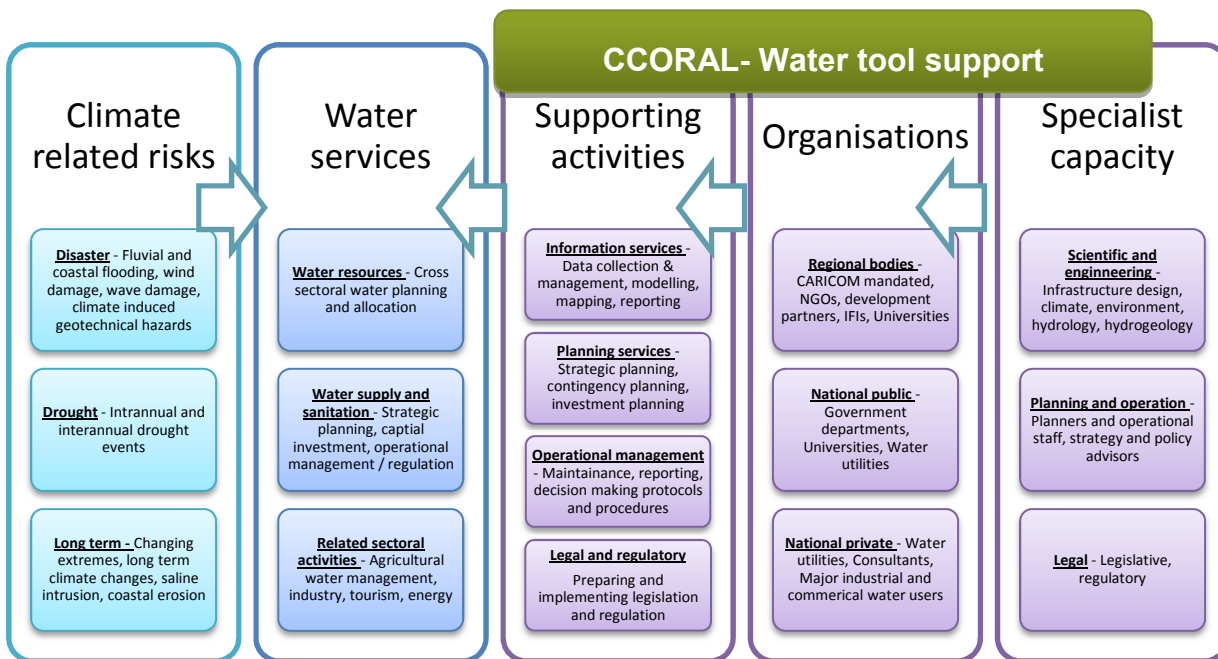 CCORAL- Water tool support
Climate
related risks
Disaster - Fluvial and
coastal flooding, wind
damage, wave damage,
climate induced
geotechnical hazards
Drought - Intrannual and
interannual drought
events
Long term - Changing
extremes, long term
climate changes, saline
intrusion, coastal erosion
Water
services
Water resources - Cross
sectoral water planning
and allocation
Water supply and
sanitation - Strategic
planning, captial
investment, operational
management / regulation
Related sectoral
activities - Agricultural
water management,
industry, tourism, energy
Supporting
activities
Information services -
Data collection &
management, modelling,
mapping, reporting
Planning services -
Strategic planning,
contingency planning,
investment planning
Operational management
- Maintainance, reporting,
decision making protocols
and procedures
Legal and regulatory
Preparing and
implementing legislation
and regulation
Organisations
Regional bodies -
CARICOM mandated,
NGOs, development
partners, IFIs, Universities
National public -
Government
departments,
Universities, Water
utilities
National private - Water
utilities, Consultants,
Major industrial and
commerical water users
Specialist
capacity
Scientific and
engineering -
Infrastructure design,
climate, environment,
hydrology, hydrogeology
Planning and operation -
Planners and operational
staff, strategy and policy
advisors
Legal - Legislative,
regulatory